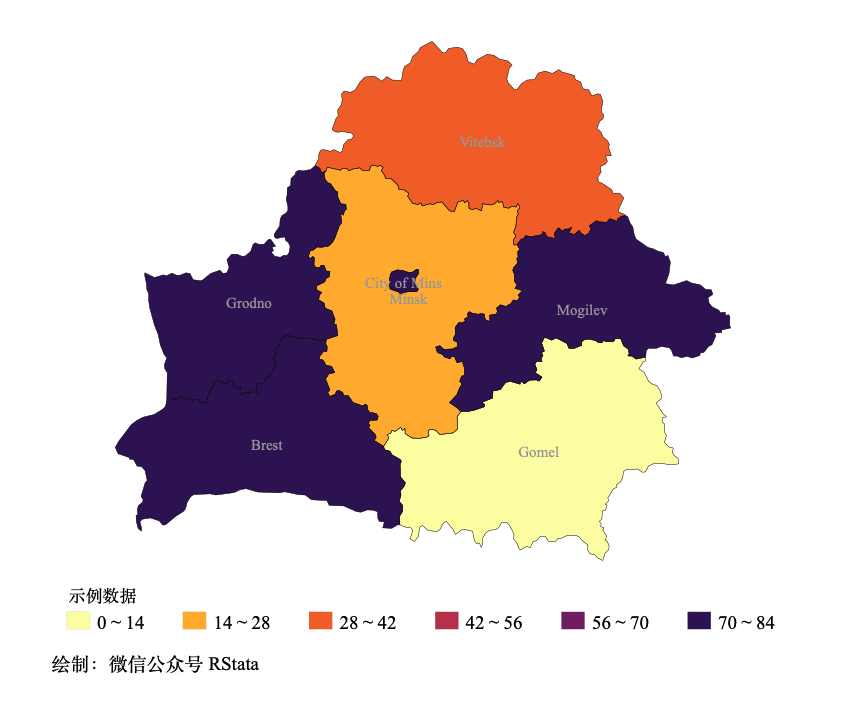 Vitebsk
City of Mins
Minsk
Grodno
Mogilev
Brest
Gomel
示例数据
0 ~ 14 14 ~ 28 28 ~ 42 42 ~ 56 56 ~ 70 70 ~ 84
绘制：微信公众号 RStata